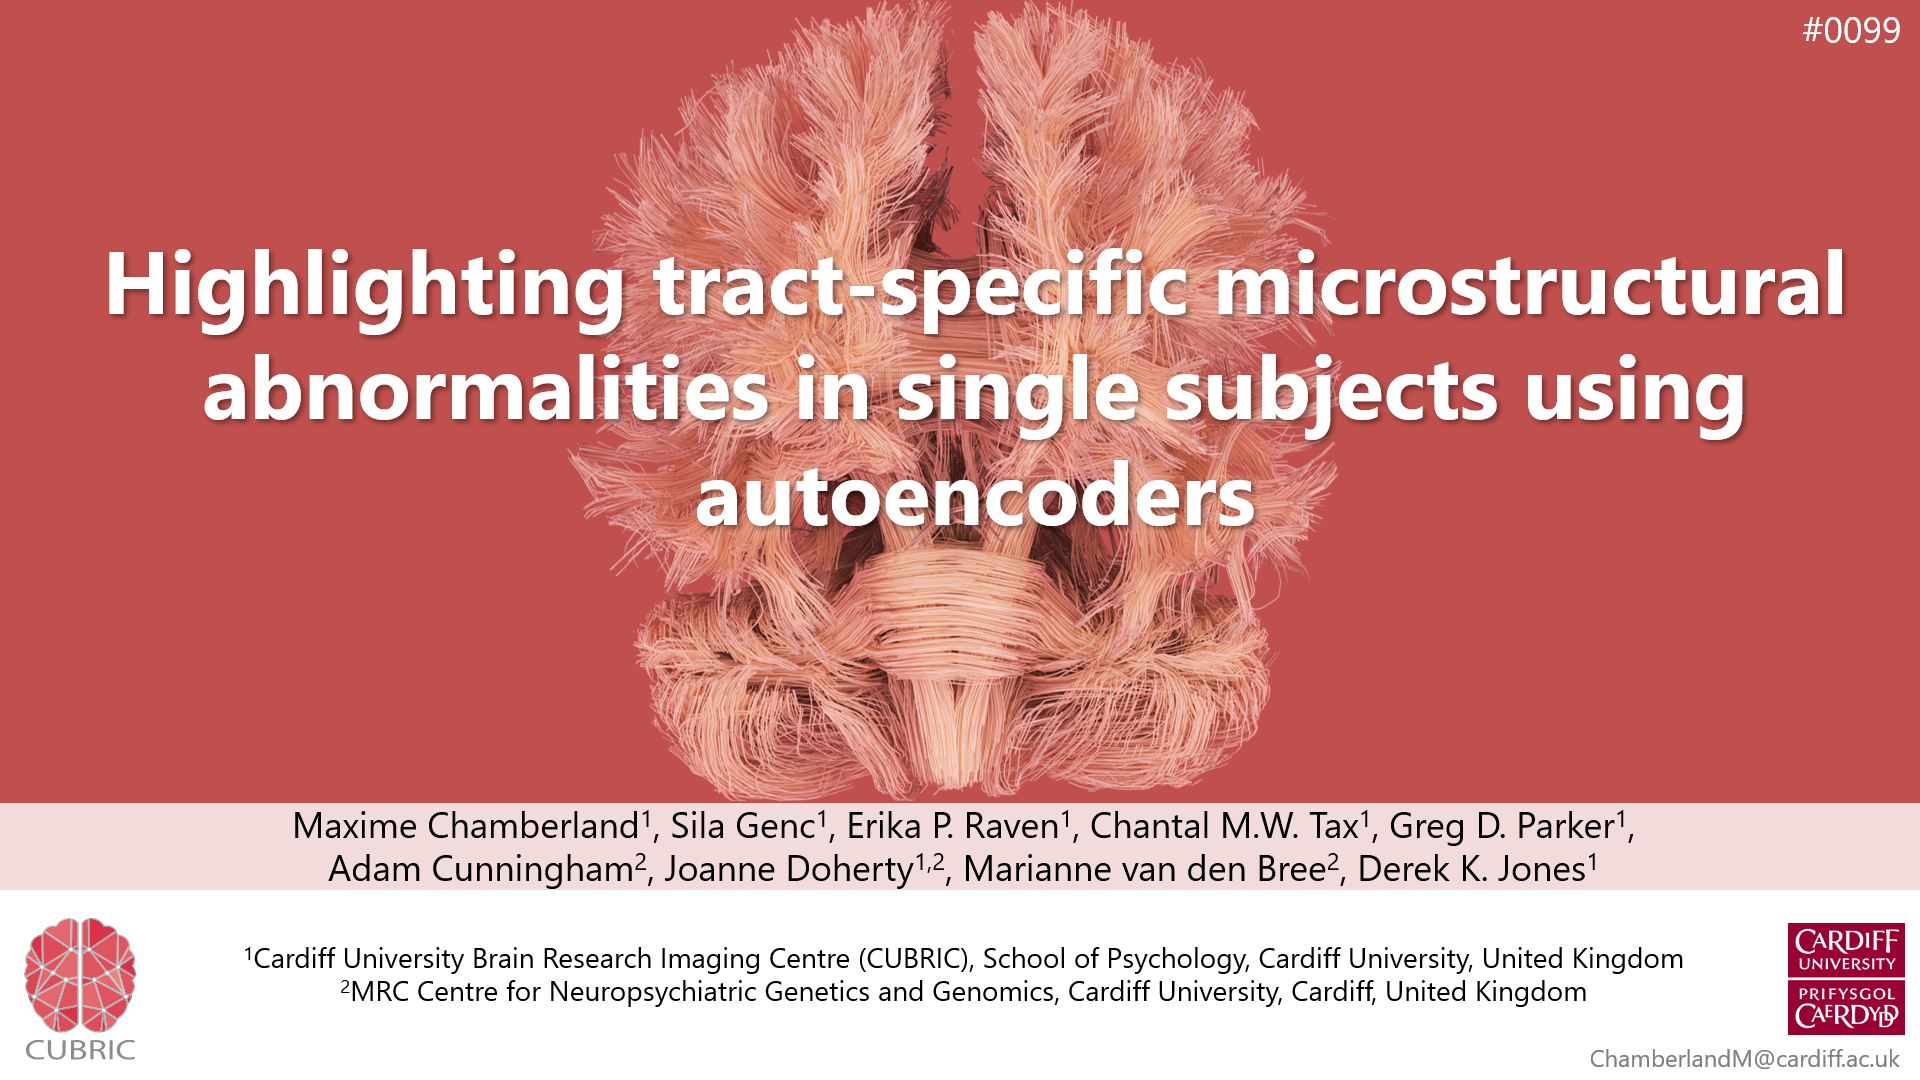 #0099
Highlighting tract-specific microstructural
abnormalities in single subjects using
autoencoders
Maxime Chamberland¹, Sila Genc¹, Erika P. Raven¹, Chantal M.W. Tax¹, Greg D. Parker¹,
Adam Cunningham², Joanne Doherty¹,², Marianne van den Bree², Derek K. Jones¹
¹Cardiff University Brain Research Imaging Centre (CUBRIC), School of Psychology, Cardiff University, United Kingdom
²MRC Centre for Neuropsychiatric Genetics and Genomics, Cardiff University, Cardiff, United Kingdom
CUBRIC
CARDIFF
UNIVERSITY
PRIFYSGOL
CAERDYDD
ChamberlandM@cardiff.ac.uk